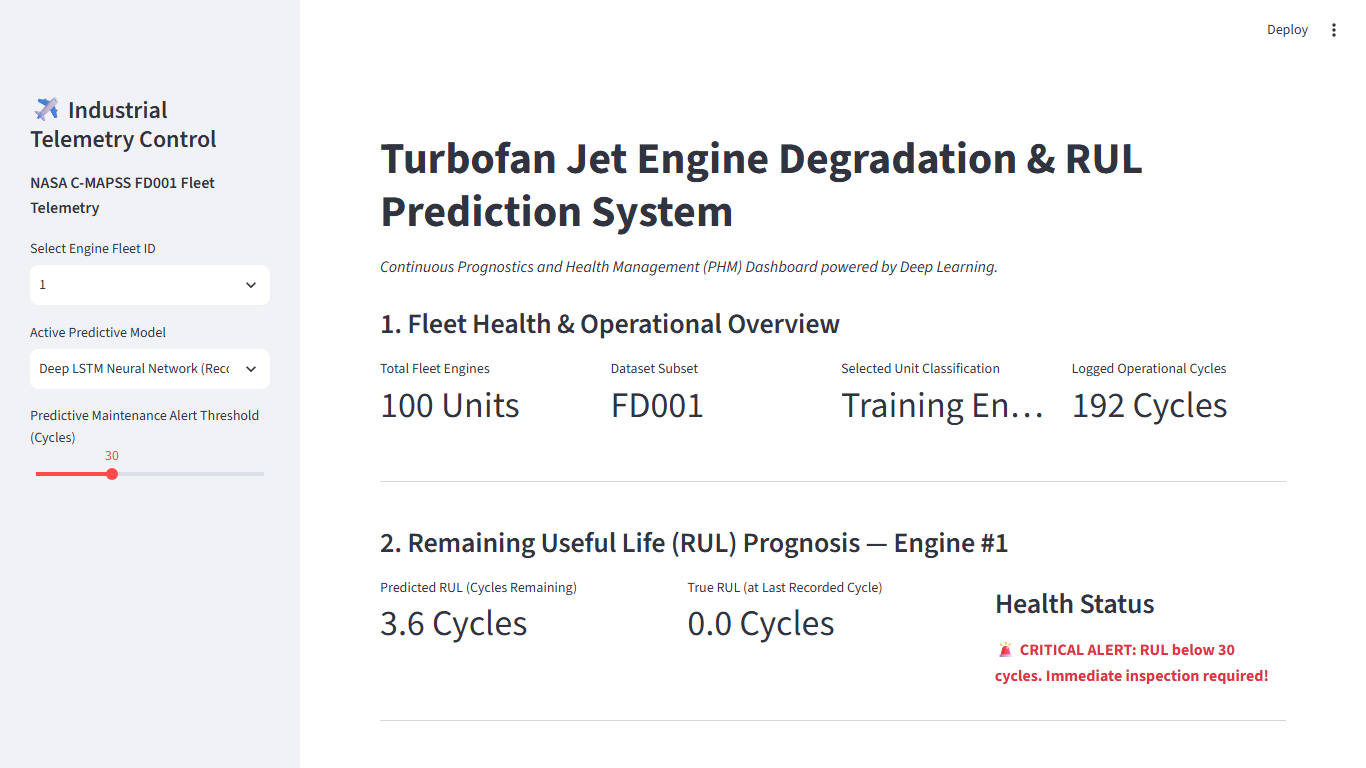 Deploy
Industrial
Telemetry Control
NASA C-MAPSS FD001 Fleet
Telemetry
Select Engine Fleet ID
1
Active Predictive Model
Deep LSTM Neural Network (Reco
Predictive Maintenance Alert Threshold
(Cycles)
30
Turbofan Jet Engine Degradation & RUL
Prediction System
Continuous Prognostics and Health Management (PHM) Dashboard powered by Deep Learning.
1. Fleet Health & Operational Overview
Total Fleet Engines
100 Units
Dataset Subset
FD001
Selected Unit Classification
Training En…
Logged Operational Cycles
192 Cycles
2. Remaining Useful Life (RUL) Prognosis — Engine #1
Predicted RUL (Cycles Remaining)
3.6 Cycles
True RUL (at Last Recorded Cycle)
0.0 Cycles
Health Status
🚨 CRITICAL ALERT: RUL below 30
cycles. Immediate inspection required!